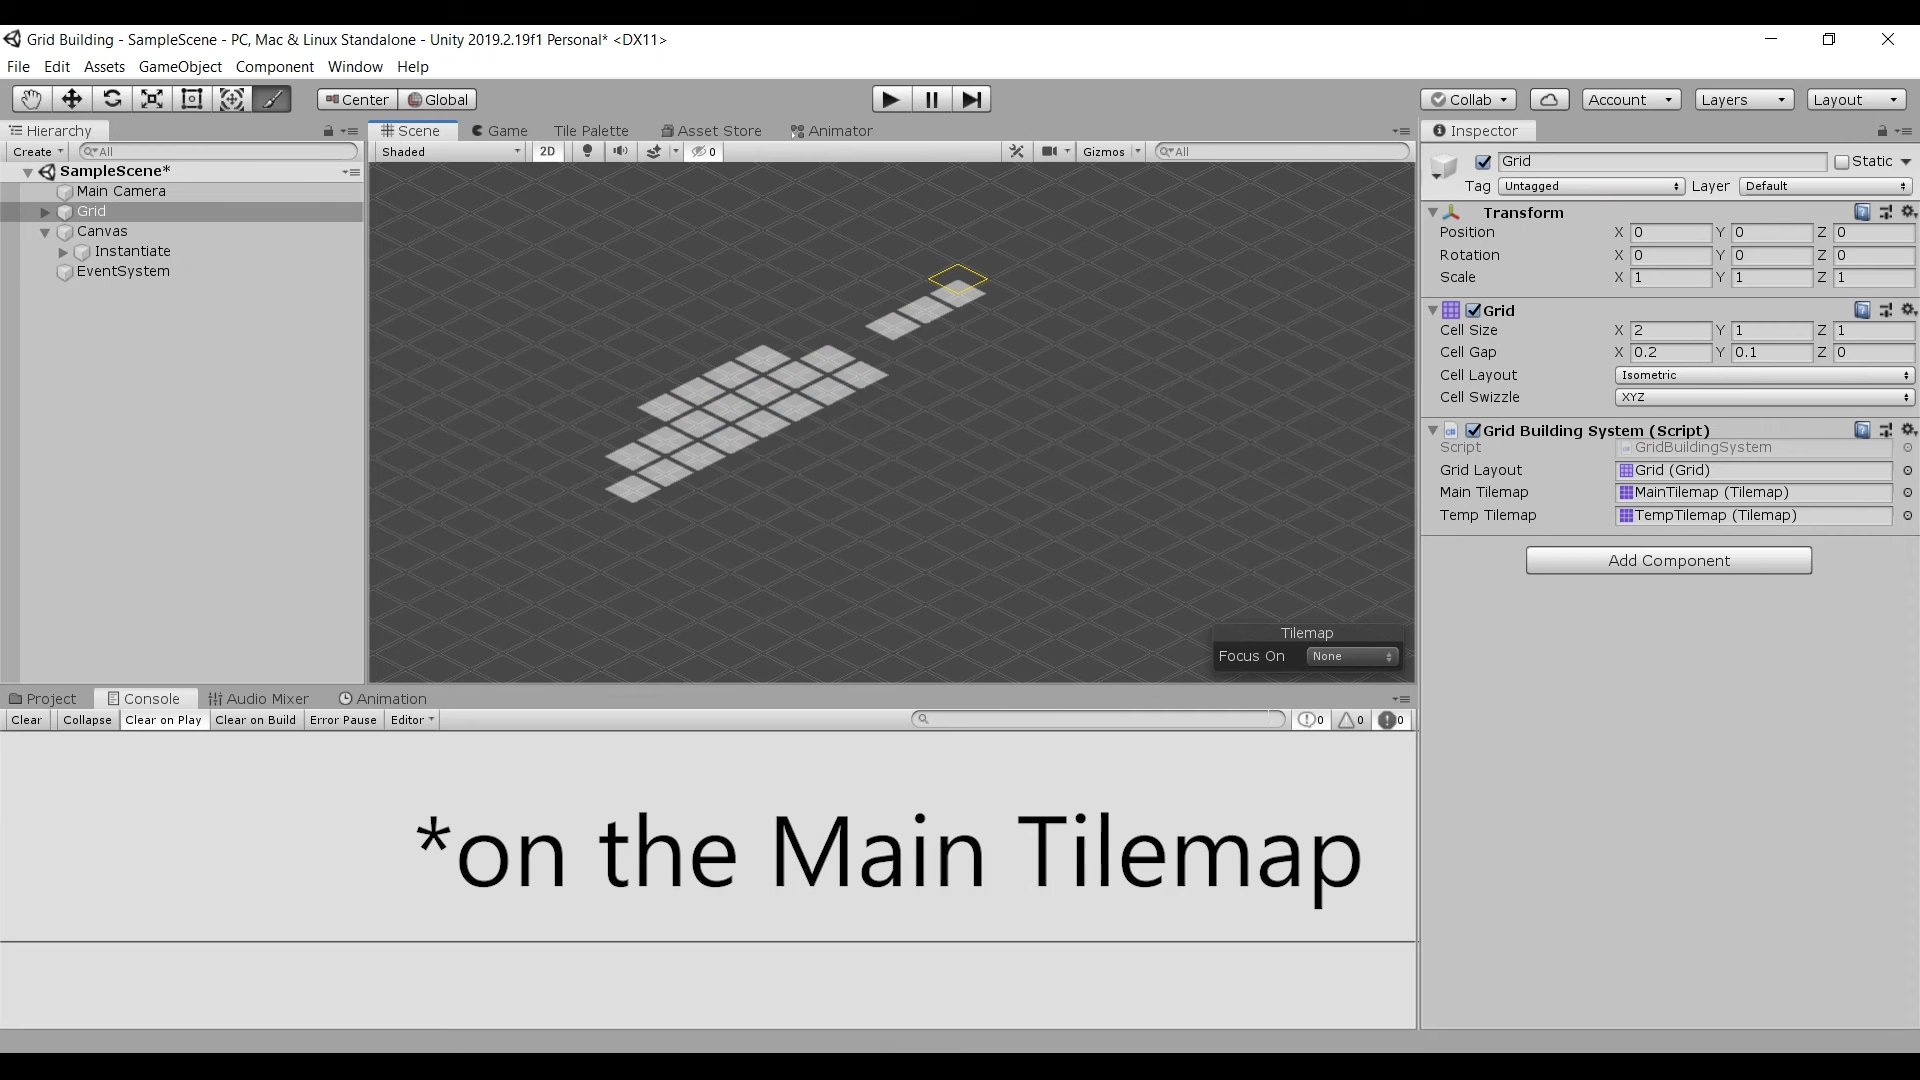 Grid Building - SampleScene - PC, Mac & Linux Standalone - Unity 2019.2.19f1 Personal* <DX11>
File Edit Assets GameObject Component Window Help
Center Global Collab Account Layers Layout
Hierarchy
Create All
SampleScene*
Main Camera
Grid
Canvas
Instantiate
EventSystem
Scene Game Tile Palette Asset Store Animator
Shaded 2D 0 Gizmos All
Tilemap
Focus On None
Inspector
Grid Static
Tag Untagged Layer Default
Transform
Position X 0 Y 0 Z 0
Rotation X 0 Y 0 Z 0
Scale X 1 Y 1 Z 1
Grid
Cell Size X 2 Y 1 Z 1
Cell Gap X 0.2 Y 0.1 Z 0
Cell Layout Isometric
Cell Swizzle XYZ
Grid Building System (Script)
Script GridBuildingSystem
Grid Layout Grid (Grid)
Main Tilemap MainTilemap (Tilemap)
Temp Tilemap TempTilemap (Tilemap)
Add Component
Project Console Audio Mixer Animation
Clear Collapse Clear on Play Clear on Build Error Pause Editor 0 0 0
*on the Main Tilemap